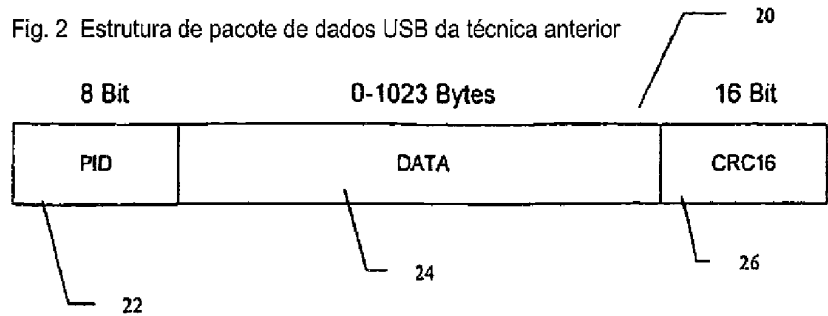 Fig. 2 Estrutura de pacote de dados USB da técnica anterior
20
8 Bit 0-1023 Bytes 16 Bit
PID DATA CRC16
24 26
22